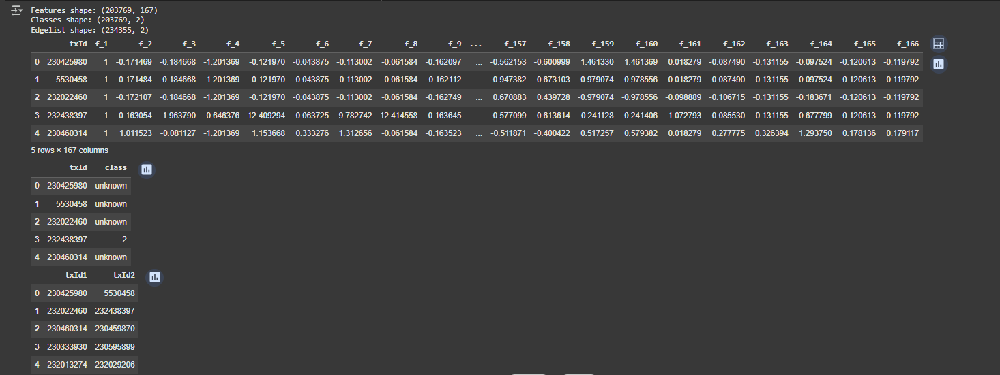 Features shape: (203769, 167)
Classes shape: (203769, 2)
Edgelist shape: (234355, 2)
txId f_1 f_2 f_3 f_4 f_5 f_6 f_7 f_8 f_9 ... f_157 f_158 f_159 f_160 f_161 f_162 f_163 f_164 f_165 f_166
0 230425980 1 -0.171469 -0.184668 -1.201369 -0.121970 -0.043875 -0.113002 -0.061584 -0.162097 ... -0.562153 -0.600999 1.461330 1.461369 0.018279 -0.087490 -0.131155 -0.097524 -0.120613 -0.119792
1 5530458 1 -0.171484 -0.184668 -1.201369 -0.121970 -0.043875 -0.113002 -0.061584 -0.162112 ... 0.947382 0.673103 -0.979074 -0.978556 0.018279 -0.087490 -0.131155 -0.097524 -0.120613 -0.119792
2 232022460 1 -0.172107 -0.184668 -1.201369 -0.121970 -0.043875 -0.113002 -0.061584 -0.162749 ... 0.670883 0.439728 -0.979074 -0.978556 -0.098889 -0.106715 -0.131155 -0.183671 -0.120613 -0.119792
3 232438397 1 0.163054 1.963790 -0.646376 12.409294 -0.063725 9.782742 12.414558 -0.163645 ... -0.577099 -0.613614 0.241128 0.241406 1.072793 0.085530 -0.131155 0.677799 -0.120613 -0.119792
4 230460314 1 1.011523 -0.081127 -1.201369 1.153668 0.333276 1.312656 -0.061584 -0.163523 ... -0.511871 -0.400422 0.517257 0.579382 0.018279 0.277775 0.326394 1.293750 0.178136 0.179117
5 rows × 167 columns
txId class
0 230425980 unknown
1 5530458 unknown
2 232022460 unknown
3 232438397 2
4 230460314 unknown
txId1 txId2
0 230425980 5530458
1 232022460 232438397
2 230460314 230459870
3 230333930 230595899
4 232013274 232029206